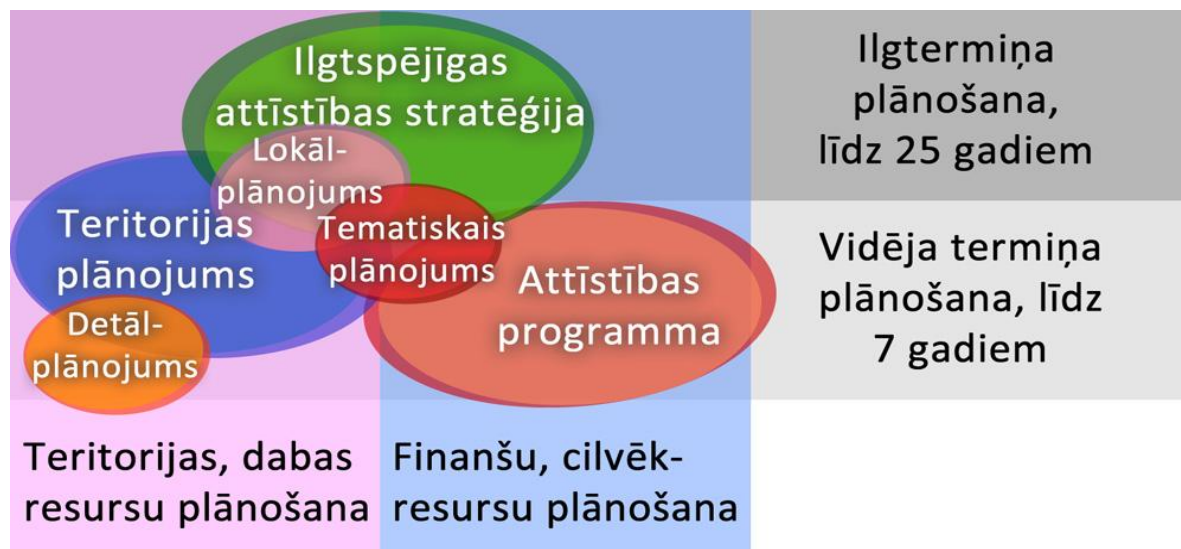 Ilgtspējīgas
attīstības stratēģija
Lokāl-
plānojums
Teritorijas
plānojums
Tematiskais
plānojums
Attīstības
programma
Detāl-
plānojums
Ilgtermiņa
plānošana,
līdz 25 gadiem
Vidēja termiņa
plānošana, līdz
7 gadiem
Teritorijas, dabas
resursu plānošana
Finanšu, cilvēk-
resursu plānošana